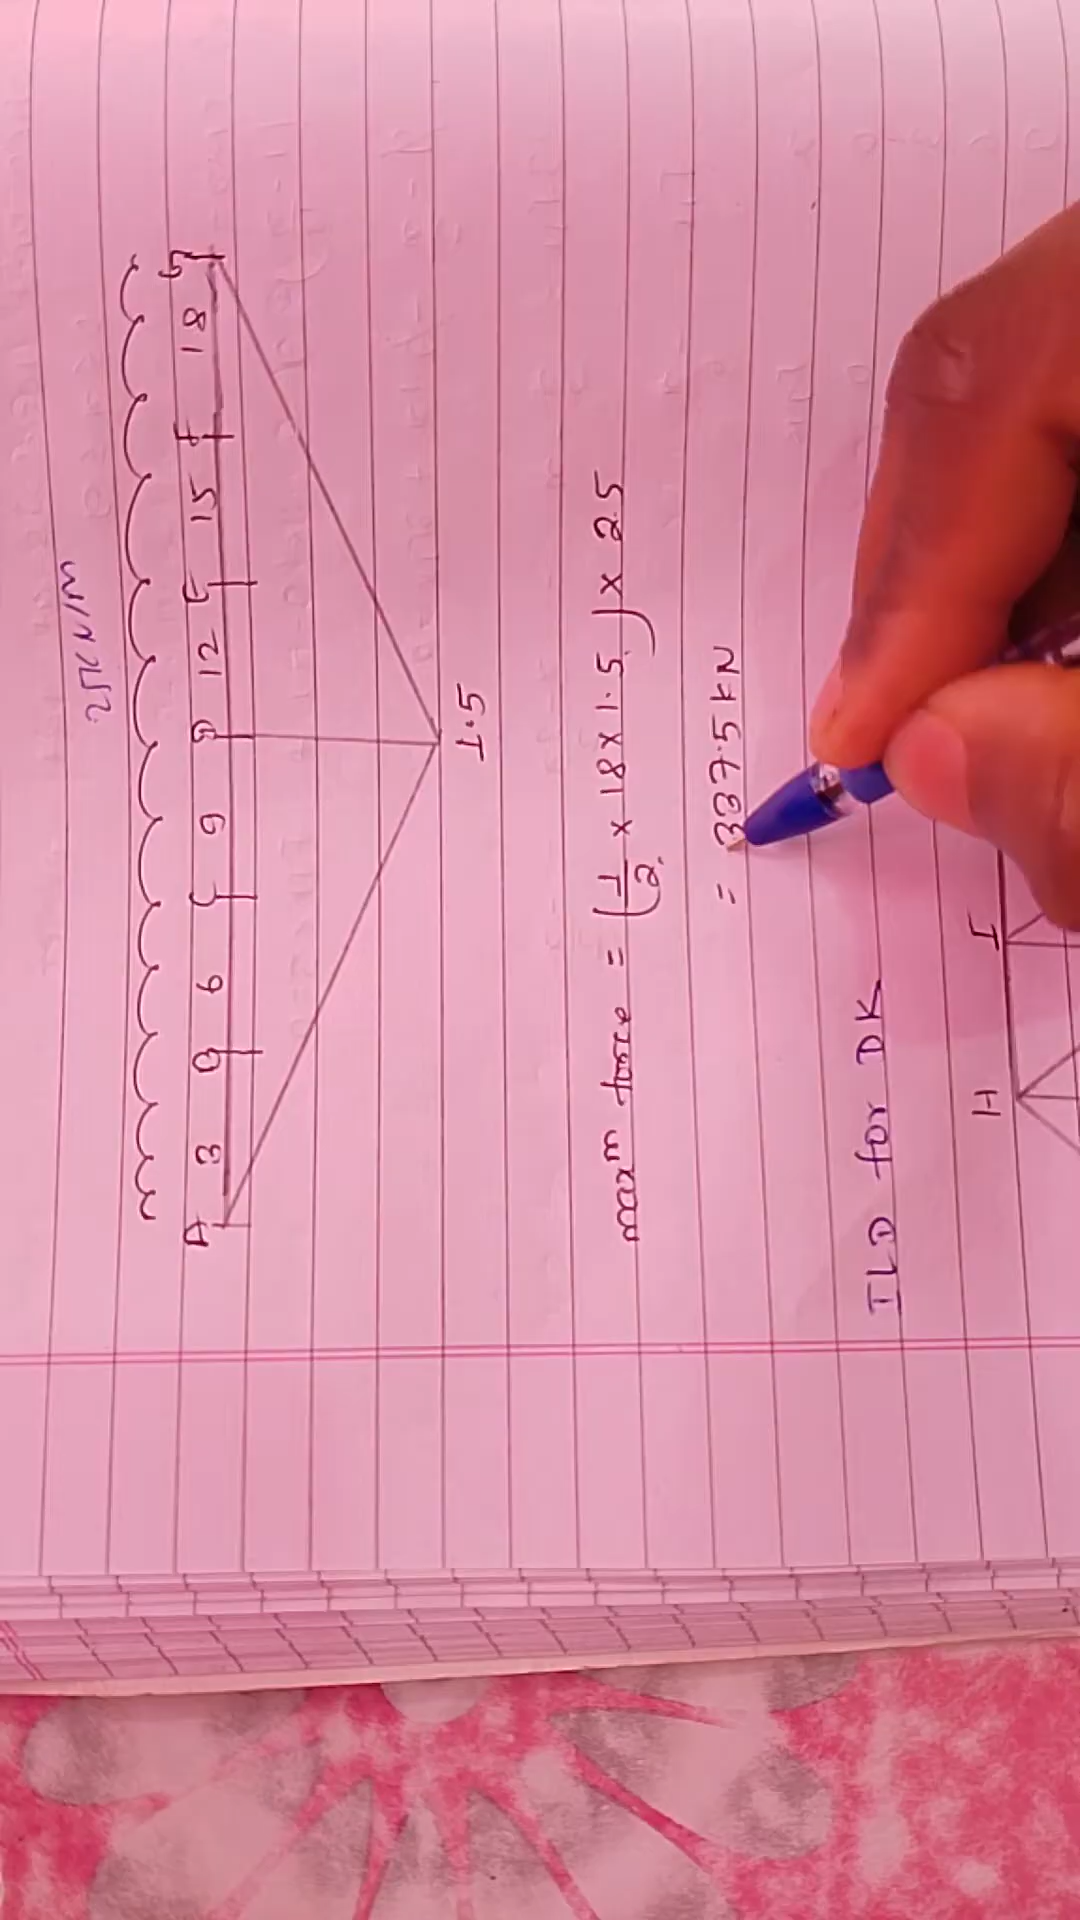 25KN/m
A 3 B 6 C 9 D 12 E 15 F 18 G
1.5
maxm force = (1/2 × 18 × 1.5) × 25
= 337.5 KN
ILD for DK
H I